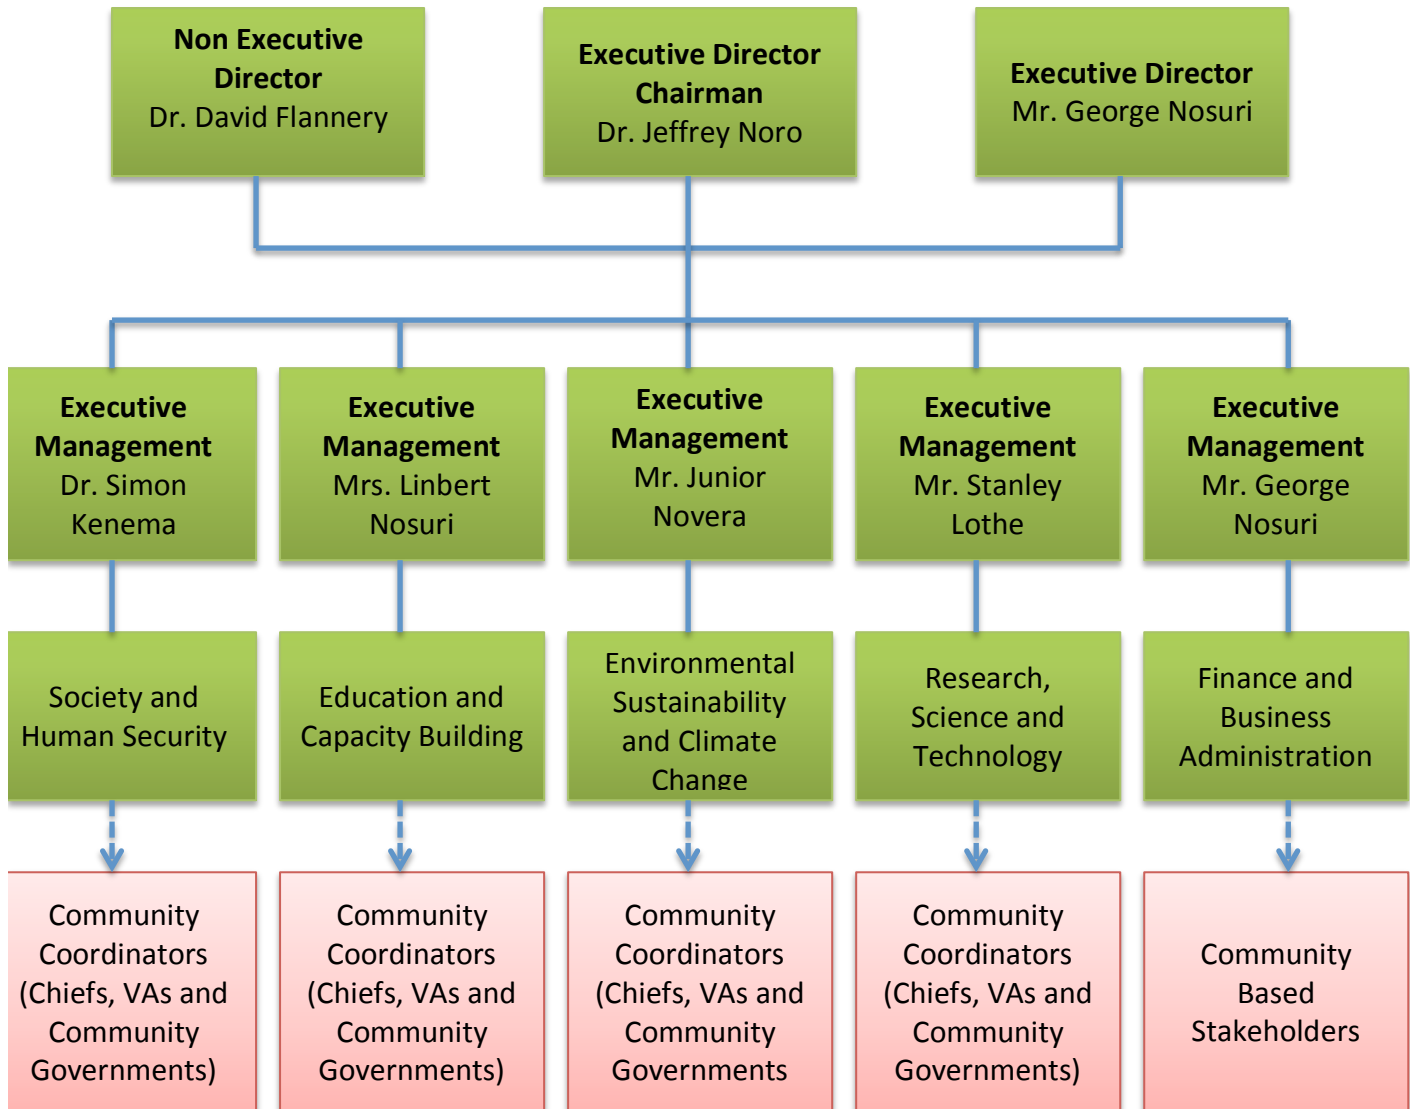 Non Executive
Director
Dr. David Flannery
Executive Director
Chairman
Dr. Jeffrey Noro
Executive Director
Mr. George Nosuri
Executive
Management
Dr. Simon
Kenema
Executive
Management
Mrs. Linbert
Nosuri
Executive
Management
Mr. Junior
Novera
Executive
Management
Mr. Stanley
Lothe
Executive
Management
Mr. George
Nosuri
Society and
Human Security
Education and
Capacity Building
Environmental
Sustainability
and Climate
Change
Research,
Science and
Technology
Finance and
Business
Administration
Community
Coordinators
(Chiefs, VAs and
Community
Governments)
Community
Coordinators
(Chiefs, VAs and
Community
Governments)
Community
Coordinators
(Chiefs, VAs and
Community
Governments
Community
Coordinators
(Chiefs, VAs and
Community
Governments)
Community
Based
Stakeholders